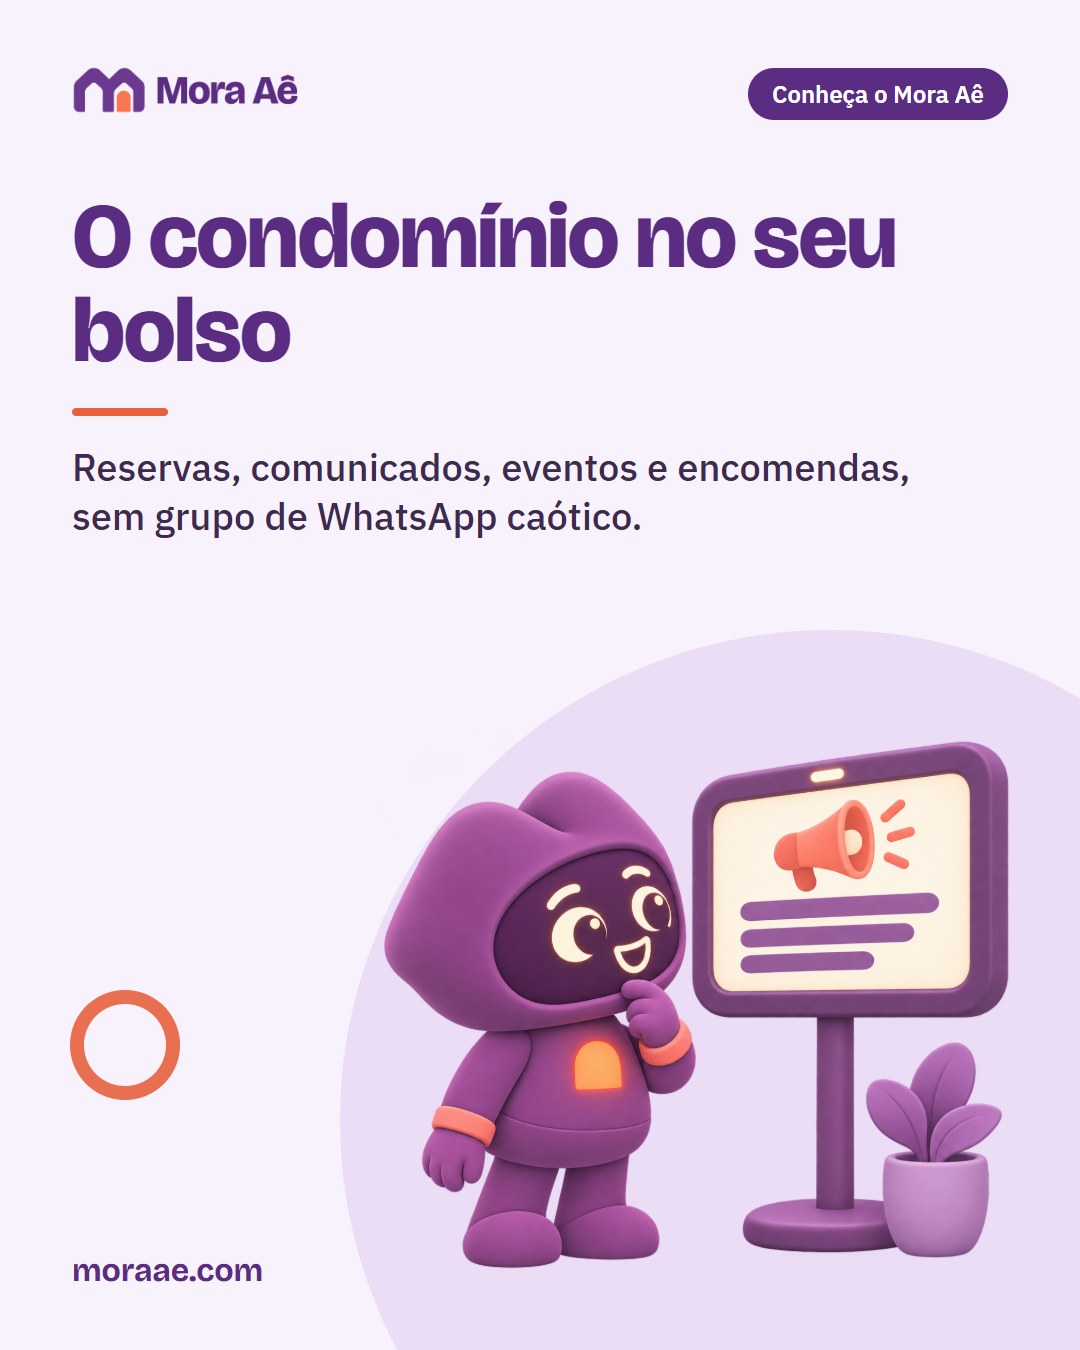 Mora Aê
Conheça o Mora Aê
O condomínio no seu
bolso
Reservas, comunicados, eventos e encomendas,
sem grupo de WhatsApp caótico.
moraae.com